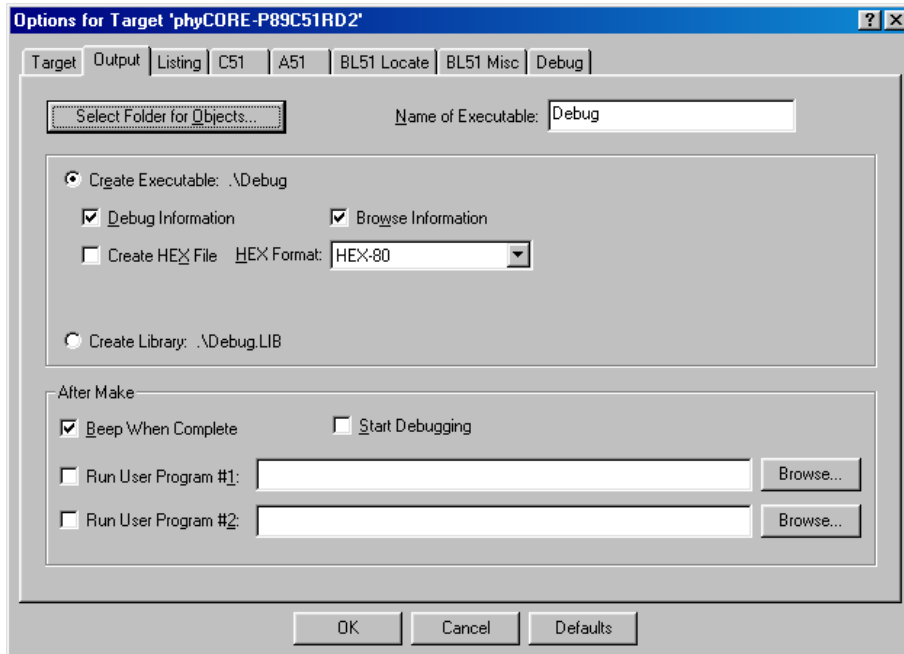 Options for Target 'phyCORE-P89C51RD2'
Target Output Listing C51 A51 BL51 Locate BL51 Misc Debug
Select Folder for Objects... Name of Executable: Debug
Create Executable: .\Debug
Debug Information Browse Information
Create HEX File HEX Format: HEX-80
Create Library: .\Debug.LIB
After Make
Beep When Complete Start Debugging
Run User Program #1: Browse...
Run User Program #2: Browse...
OK Cancel Defaults